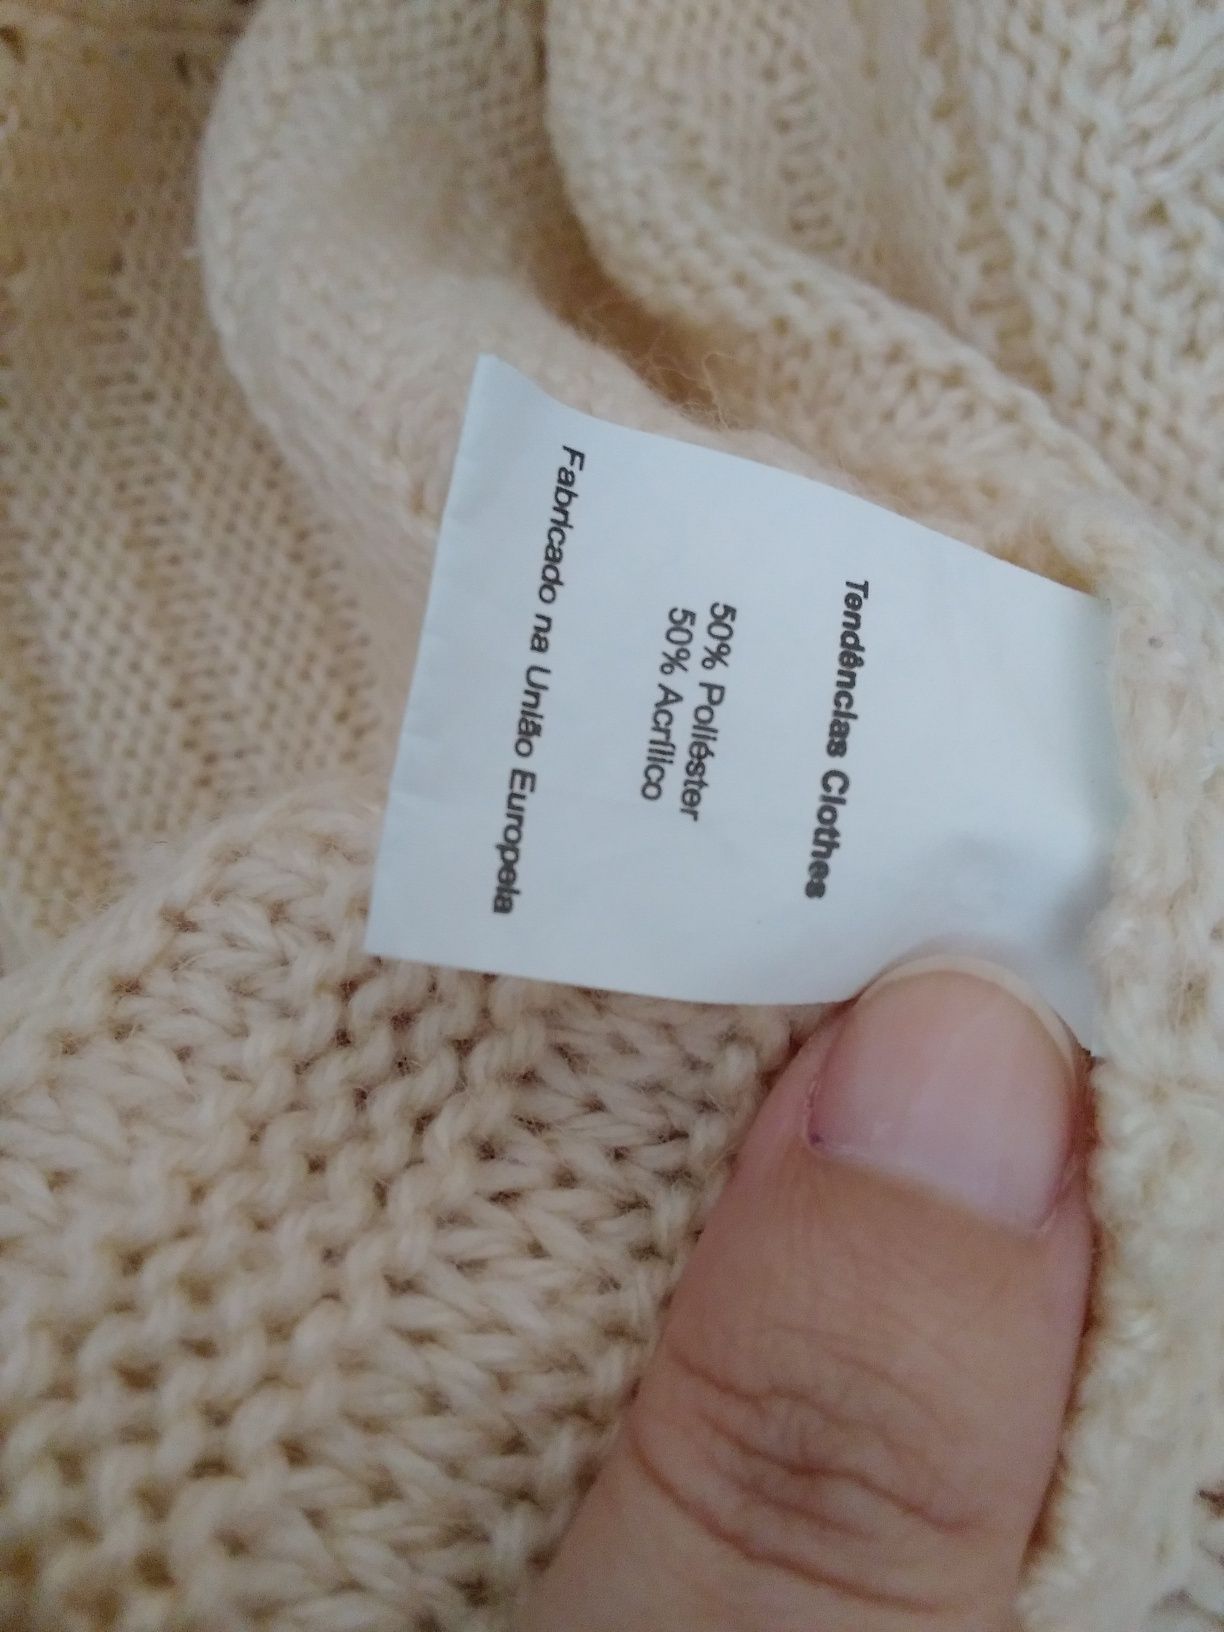 Tendências Clothes
50% Poliéster
50% Acrílico
Fabricado na União Europeia